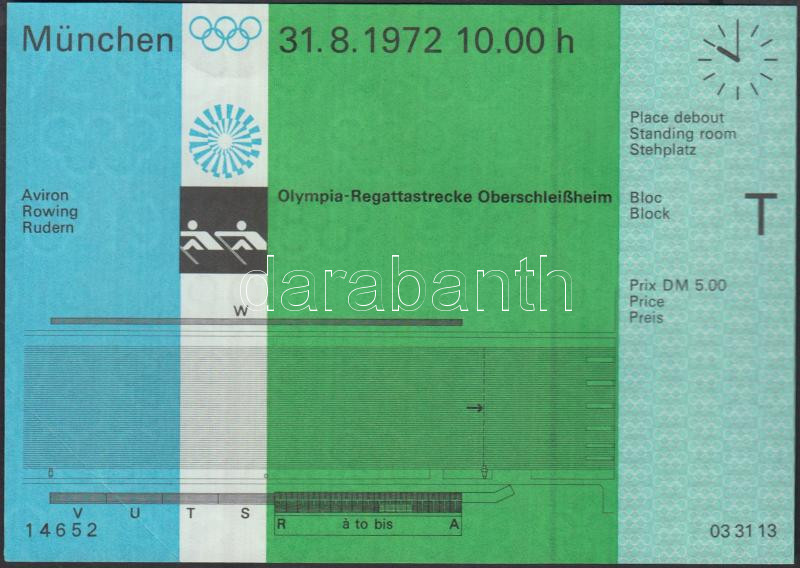 München
31.8.1972 10.00 h
Place debout
Standing room
Stehplatz
Aviron
Rowing
Rudern
Olympia-Regattastrecke Oberschleißheim
Bloc
Block
T
Prix DM 5.00
Price
Preis
darabanth
W
V U T S
R à to bis A
14652
03 31 13